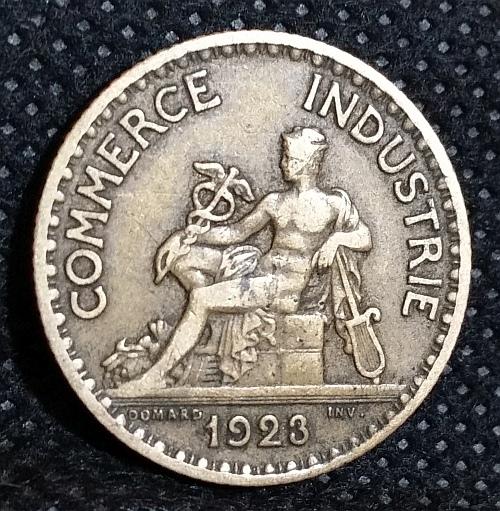 COMMERCE INDUSTRIE
DOMARD INV.
1923